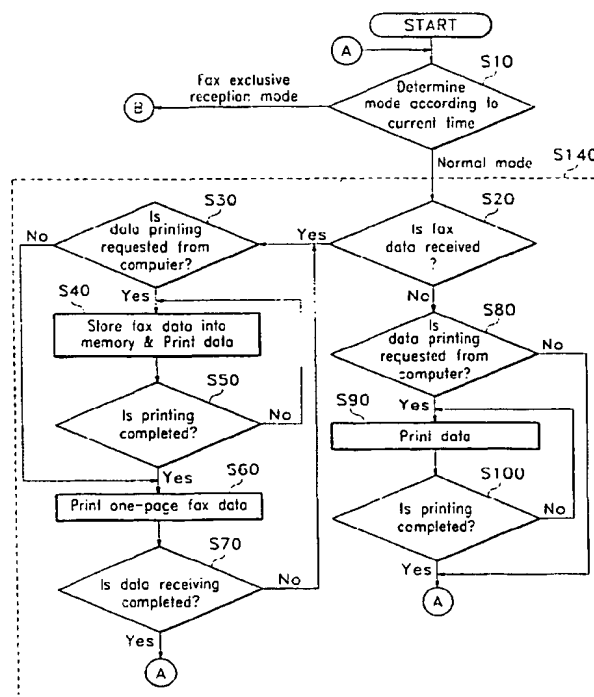 START
A
S10
Fax exclusive
reception mode
B
Determine
mode according to
current time
Normal mode
S140
S30
Is
data printing
requested from
computer?
No
Yes
S20
Is fax
data received
?
Yes
No
S40
Store fax data into
memory & Print data
S50
Is printing
completed?
No
Yes
S60
Print one-page fax data
S70
Is data receiving
completed?
No
Yes
A
S80
Is
data printing
requested from
computer?
No
Yes
S90
Print data
S100
Is printing
completed?
No
Yes
A